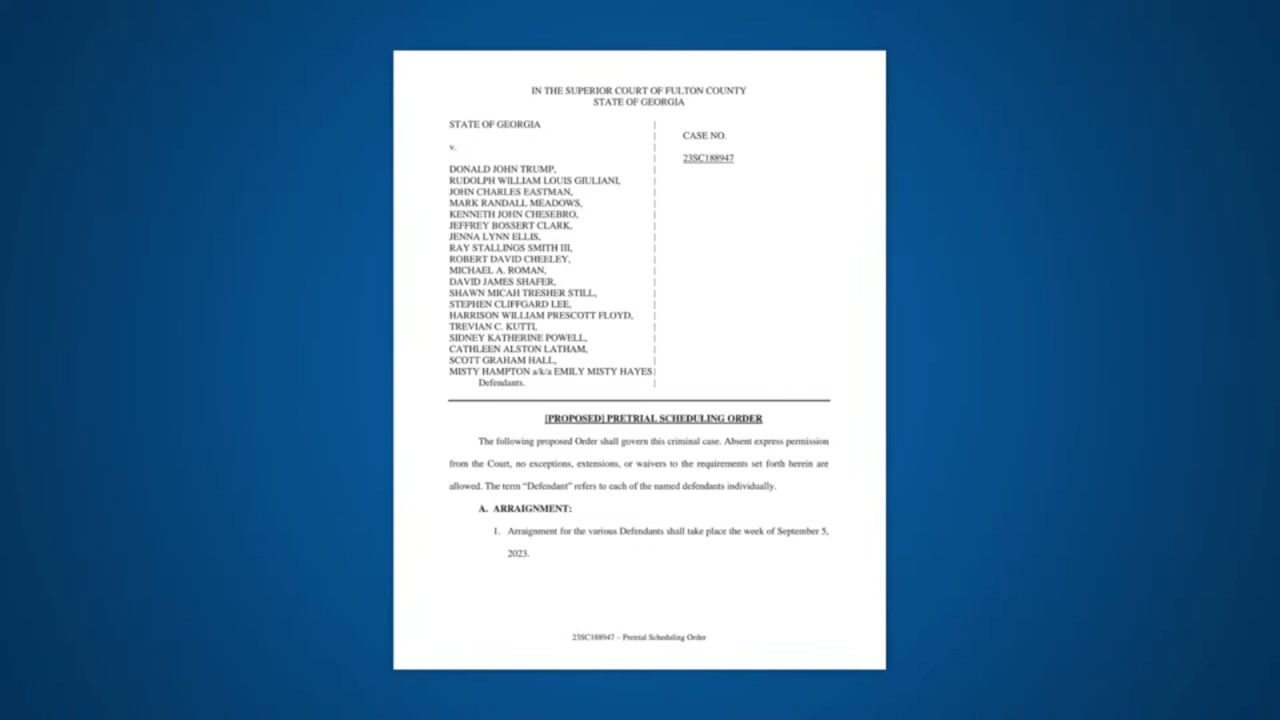 IN THE SUPERIOR COURT OF FULTON COUNTY
STATE OF GEORGIA
STATE OF GEORGIA
v.
DONALD JOHN TRUMP,
RUDOLPH WILLIAM LOUIS GIULIANI,
JOHN CHARLES EASTMAN,
MARK RANDALL MEADOWS,
KENNETH JOHN CHESEBRO,
JEFFREY BOSSERT CLARK,
JENNA LYNN ELLIS,
RAY STALLINGS SMITH III,
ROBERT DAVID CHEELEY,
MICHAEL A. ROMAN,
DAVID JAMES SHAFER,
SHAWN MICAH TRESHER STILL,
STEPHEN CLIFFGARD LEE,
HARRISON WILLIAM PRESCOTT FLOYD,
TREVIAN C. KUTTI,
SIDNEY KATHERINE POWELL,
CATHLEEN ALSTON LATHAM,
SCOTT GRAHAM HALL,
MISTY HAMPTON a/k/a EMILY MISTY HAYES
Defendants.
CASE NO.
23SC188947
[PROPOSED] PRETRIAL SCHEDULING ORDER
The following proposed Order shall govern this criminal case. Absent express permission
from the Court, no exceptions, extensions, or waivers to the requirements set forth herein are
allowed. The term “Defendant” refers to each of the named defendants individually.
A. ARRAIGNMENT:
1. Arraignment for the various Defendants shall take place the week of September 5,
2023.
23SC188947 – Pretrial Scheduling Order